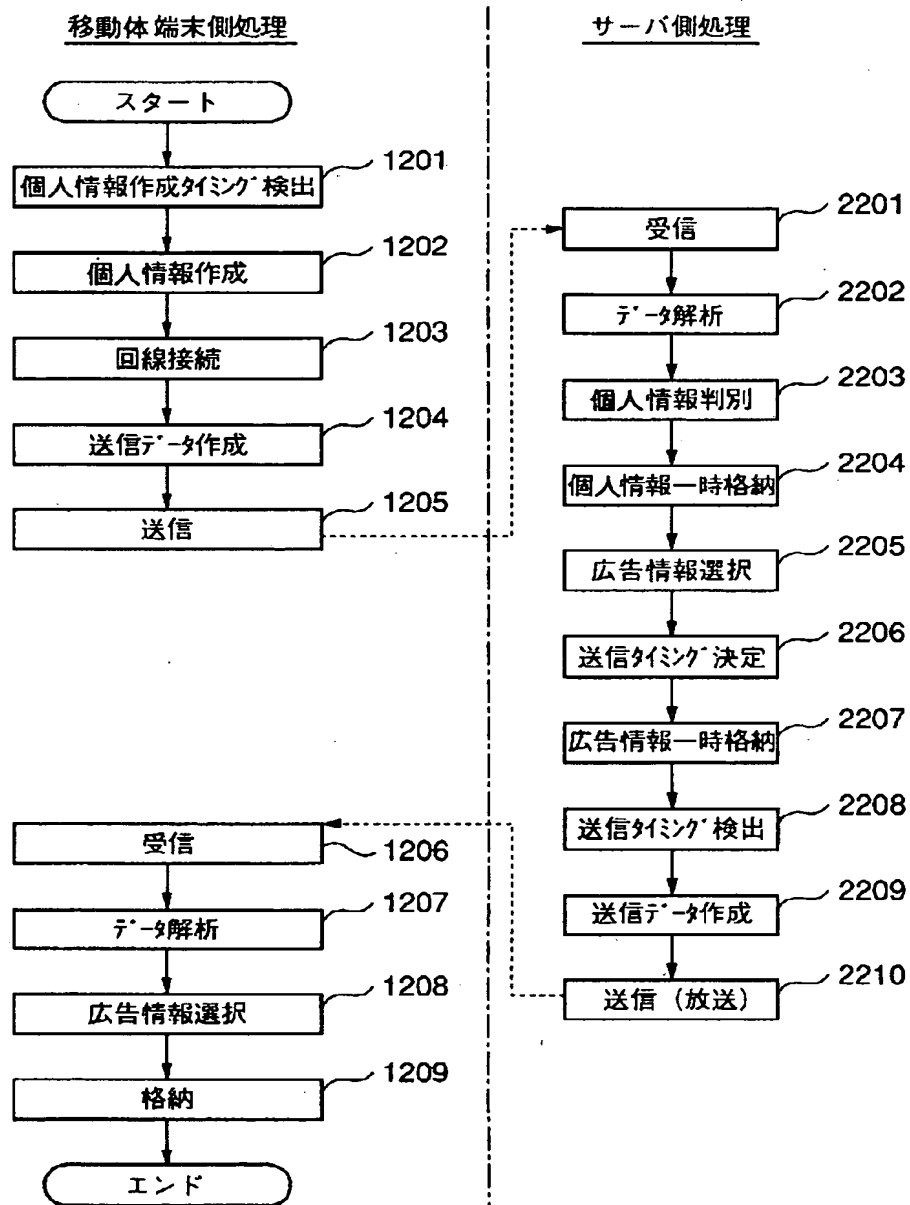 移動体端末側処理
スタート
個人情報作成ﾀｲﾐﾝｸﾞ検出
1201
個人情報作成
1202
回線接続
1203
送信ﾃﾞｰﾀ作成
1204
送信
1205
受信
1206
ﾃﾞｰﾀ解析
1207
広告情報選択
1208
格納
1209
エンド
サーバ側処理
受信
2201
ﾃﾞｰﾀ解析
2202
個人情報判別
2203
個人情報一時格納
2204
広告情報選択
2205
送信ﾀｲﾐﾝｸﾞ決定
2206
広告情報一時格納
2207
送信ﾀｲﾐﾝｸﾞ検出
2208
送信ﾃﾞｰﾀ作成
2209
送信（放送）
2210